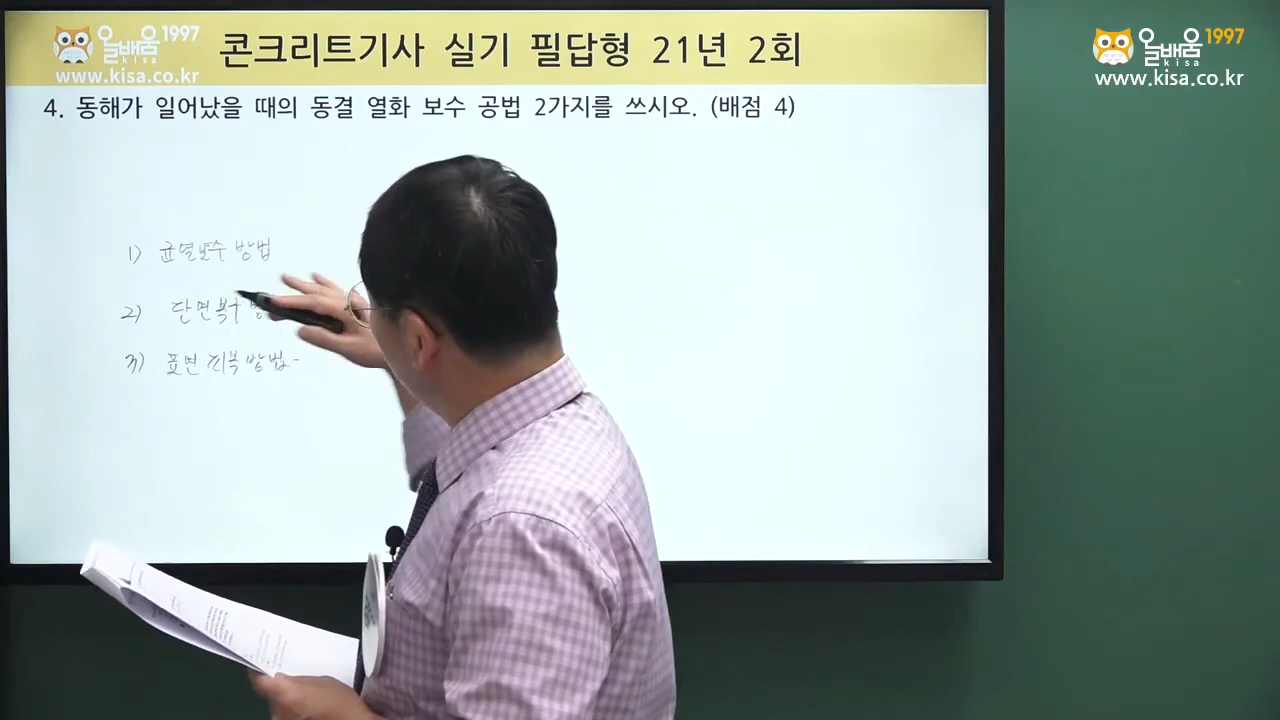 올배움 1997
kisa
www.kisa.co.kr
콘크리트기사 실기 필답형 21년 2회
올배움 1997
kisa
www.kisa.co.kr
4. 동해가 일어났을 때의 동결 열화 보수 공법 2가지를 쓰시오. (배점 4)
1) 균열보수 방법
2) 단면복구
3) 표면 피복 방법